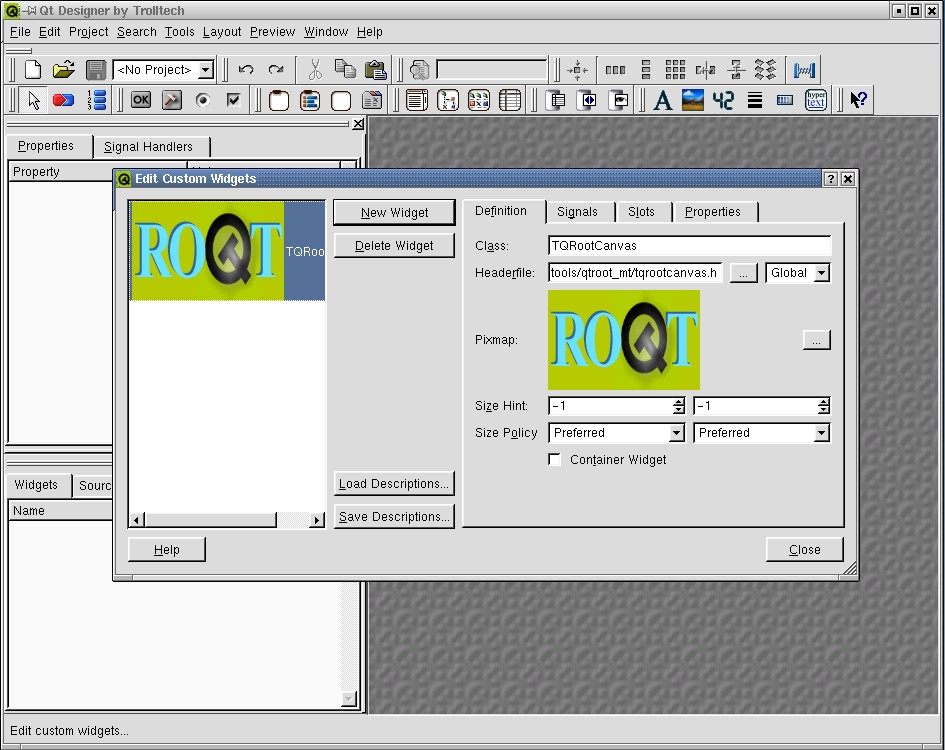 Qt Designer by Trolltech
File Edit Project Search Tools Layout Preview Window Help
<No Project>
OK
A
42
hyper
text
?
Properties Signal Handlers
Property
Edit Custom Widgets
?
ROQT TQRoo
New Widget
Delete Widget
Load Descriptions...
Save Descriptions...
Definition Signals Slots Properties
Class: TQRootCanvas
Headerfile: tools/qtroot_mt/tqrootcanvas.h ... Global
Pixmap: ROQT ...
Size Hint: -1 -1
Size Policy Preferred Preferred
Container Widget
Help
Close
Widgets Sourc
Name
Edit custom widgets...